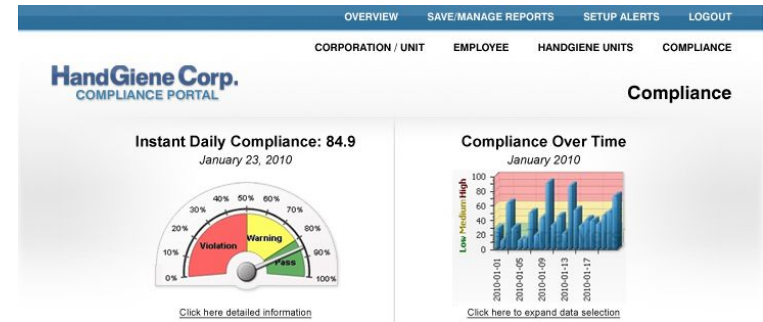 OVERVIEW SAVE/MANAGE REPORTS SETUP ALERTS LOGOUT
CORPORATION / UNIT EMPLOYEE HANDGIENE UNITS COMPLIANCE
HandGiene Corp.
COMPLIANCE PORTAL
Compliance
Instant Daily Compliance: 84.9
January 23, 2010
0%
10%
20%
30%
40%
50%
60%
70%
80%
90%
100%
Violation
Warning
Pass
Click here detailed information
Compliance Over Time
January 2010
Low Medium High
100
80
60
40
20
0
2010-01-01
2010-01-05
2010-01-09
2010-01-13
2010-01-17
Click here to expand data selection